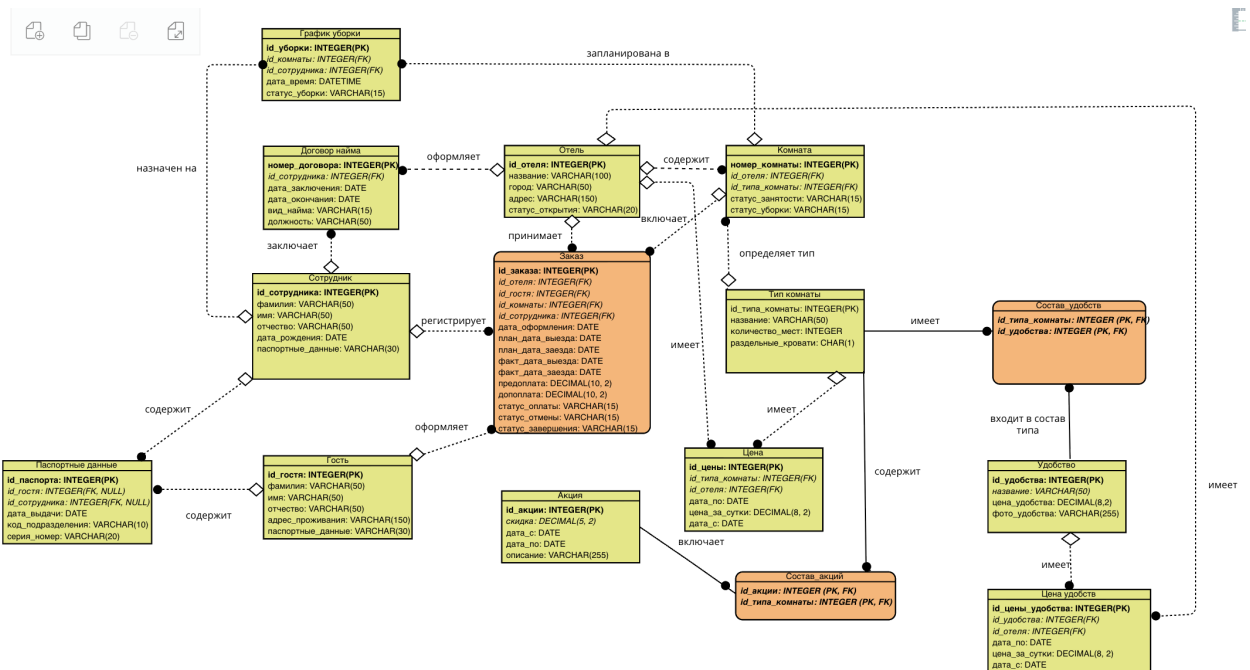 График уборки
id_уборки: INTEGER(PK)
id_комнаты: INTEGER(FK)
id_сотрудника: INTEGER(FK)
дата_время: DATETIME
статус_уборки: VARCHAR(15)
запланирована в
назначен на
Договор найма
номер_договора: INTEGER(PK)
id_сотрудника: INTEGER(FK)
дата_заключения: DATE
дата_окончания: DATE
вид_найма: VARCHAR(15)
должность: VARCHAR(50)
оформляет
Отель
id_отеля: INTEGER(PK)
название: VARCHAR(100)
город: VARCHAR(50)
адрес: VARCHAR(150)
статус_открытия: VARCHAR(20)
содержит
Комната
номер_комнаты: INTEGER(PK)
id_отеля: INTEGER(FK)
id_типа_комнаты: INTEGER(FK)
статус_занятости: VARCHAR(15)
статус_уборки: VARCHAR(15)
заключает
принимает
включает
определяет тип
Сотрудник
id_сотрудника: INTEGER(PK)
фамилия: VARCHAR(50)
имя: VARCHAR(50)
отчество: VARCHAR(50)
дата_рождения: DATE
паспортные_данные: VARCHAR(30)
регистрирует
Заказ
id_заказа: INTEGER(PK)
id_отеля: INTEGER(FK)
id_гостя: INTEGER(FK)
id_комнаты: INTEGER(FK)
id_сотрудника: INTEGER(FK)
дата_оформления: DATE
план_дата_выезда: DATE
план_дата_заезда: DATE
факт_дата_выезда: DATE
факт_дата_заезда: DATE
предоплата: DECIMAL(10, 2)
допоплата: DECIMAL(10, 2)
статус_оплаты: VARCHAR(15)
статус_отмены: VARCHAR(15)
статус_завершения: VARCHAR(15)
имеет
Тип комнаты
id_типа_комнаты: INTEGER(PK)
название: VARCHAR(50)
количество_мест: INTEGER
раздельные_кровати: CHAR(1)
имеет
Состав_удобств
id_типа_комнаты: INTEGER (PK, FK)
id_удобства: INTEGER (PK, FK)
содержит
оформляет
имеет
входит в состав
типа
Паспортные данные
id_паспорта: INTEGER(PK)
id_гостя: INTEGER(FK, NULL)
id_сотрудника: INTEGER(FK, NULL)
дата_выдачи: DATE
код_подразделения: VARCHAR(10)
серия_номер: VARCHAR(20)
содержит
Гость
id_гостя: INTEGER(PK)
фамилия: VARCHAR(50)
имя: VARCHAR(50)
отчество: VARCHAR(50)
адрес_проживания: VARCHAR(150)
паспортные_данные: VARCHAR(30)
Акция
id_акции: INTEGER(PK)
скидка: DECIMAL(5, 2)
дата_с: DATE
дата_по: DATE
описание: VARCHAR(255)
Цена
id_цены: INTEGER(PK)
id_типа_комнаты: INTEGER(FK)
id_отеля: INTEGER(FK)
дата_по: DATE
цена_за_сутки: DECIMAL(8, 2)
дата_с: DATE
содержит
Удобство
id_удобства: INTEGER(PK)
название: VARCHAR(50)
цена_удобства: DECIMAL(8,2)
фото_удобства: VARCHAR(255)
имеет
включает
имеет
Состав_акций
id_акции: INTEGER (PK, FK)
id_типа_комнаты: INTEGER (PK, FK)
Цена удобств
id_цены_удобства: INTEGER(PK)
id_удобства: INTEGER(FK)
id_отеля: INTEGER(FK)
дата_по: DATE
цена_за_сутки: DECIMAL(8, 2)
дата_с: DATE